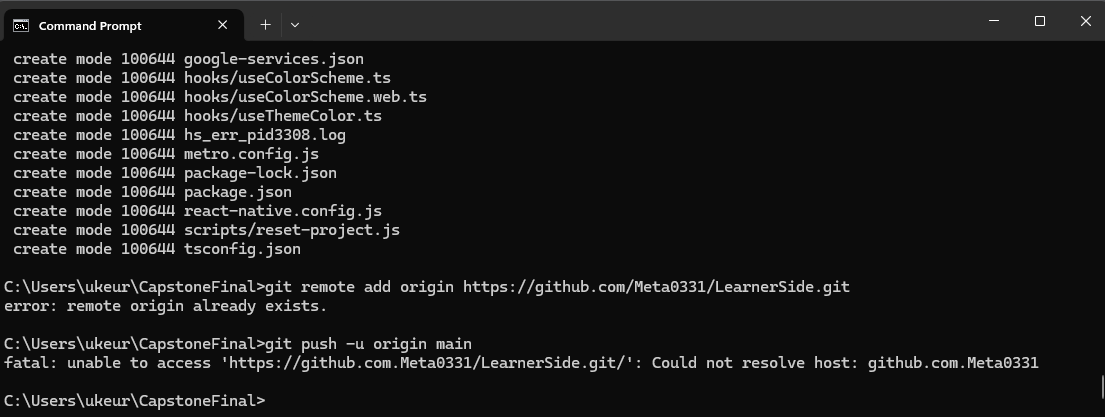 Command Prompt
create mode 100644 google-services.json
create mode 100644 hooks/useColorScheme.ts
create mode 100644 hooks/useColorScheme.web.ts
create mode 100644 hooks/useThemeColor.ts
create mode 100644 hs_err_pid3308.log
create mode 100644 metro.config.js
create mode 100644 package-lock.json
create mode 100644 package.json
create mode 100644 react-native.config.js
create mode 100644 scripts/reset-project.js
create mode 100644 tsconfig.json
C:\Users\ukeur\CapstoneFinal>git remote add origin https://github.com/Meta0331/LearnerSide.git
error: remote origin already exists.
C:\Users\ukeur\CapstoneFinal>git push -u origin main
fatal: unable to access 'https://github.com.Meta0331/LearnerSide.git/': Could not resolve host: github.com.Meta0331
C:\Users\ukeur\CapstoneFinal>